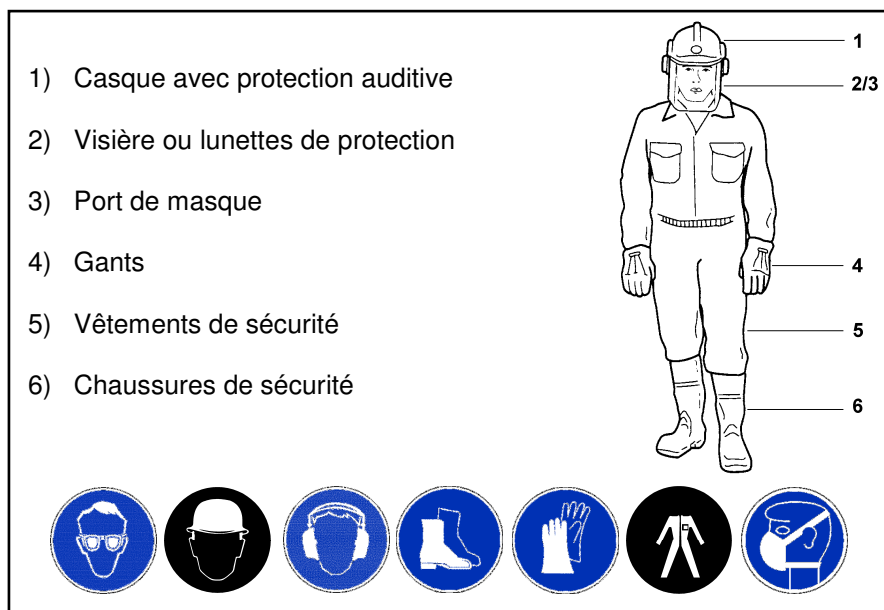 1) Casque avec protection auditive
2) Visière ou lunettes de protection
3) Port de masque
4) Gants
5) Vêtements de sécurité
6) Chaussures de sécurité
1
2/3
4
5
6